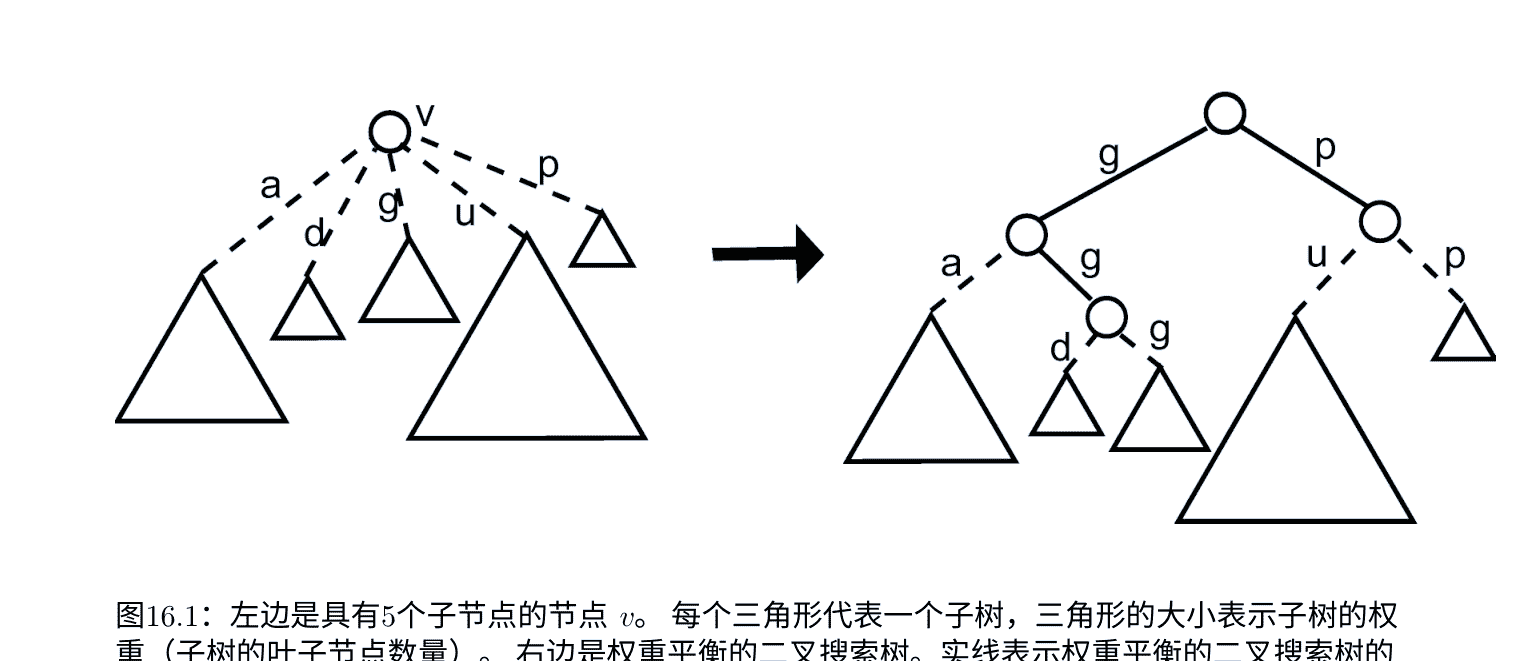 v
a
d
g
u
p
g
p
a
g
u
p
d
g
图16.1：左边是具有5个子节点的节点 v。 每个三角形代表一个子树，三角形的大小表示子树的权
重（子树的叶子节点数量）。 右边是权重平衡的二叉搜索树。实线表示权重平衡的二叉搜索树的